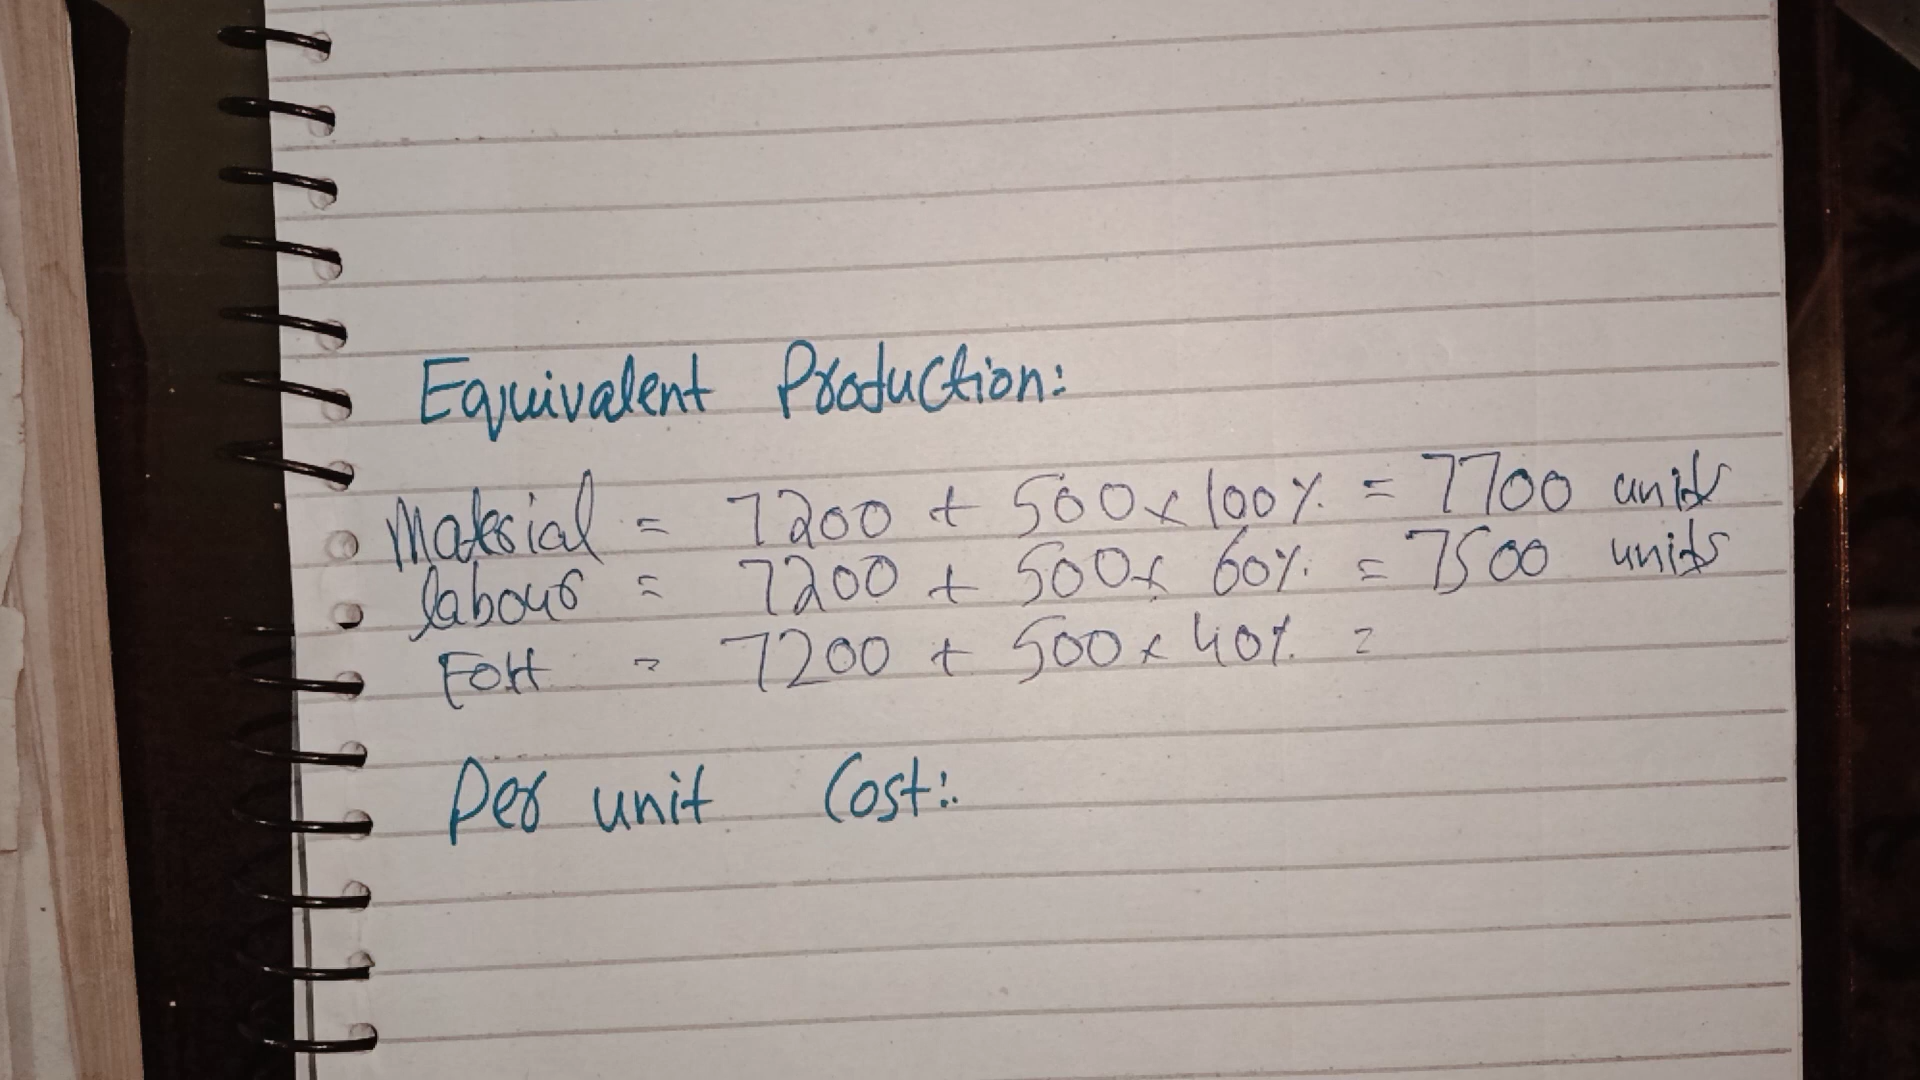 Equivalent Production:
Material = 7200 + 500 x 100% = 7700 units
labour = 7200 + 500 x 60% = 7500 units
FOH = 7200 + 500 x 40% =
Per unit Cost: